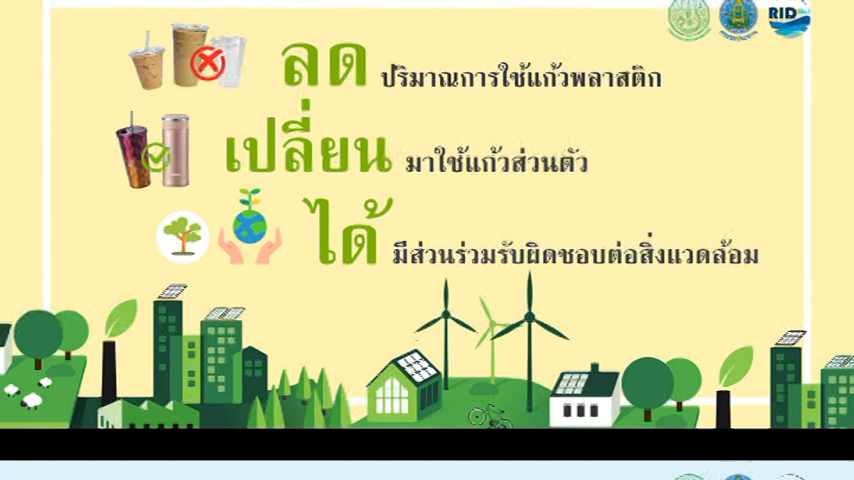 RID
ลด ปริมาณการใช้แก้วพลาสติก
เปลี่ยน มาใช้แก้วส่วนตัว
ได้ มีส่วนร่วมรับผิดชอบต่อสิ่งแวดล้อม